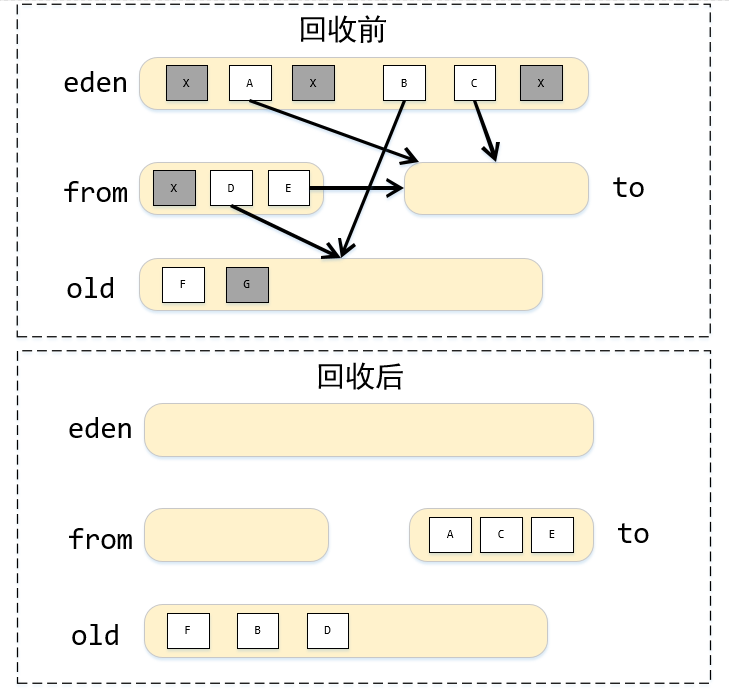 回收前
eden X A X B C X
from X D E to
old F G
回收后
eden
from A C E to
old F B D